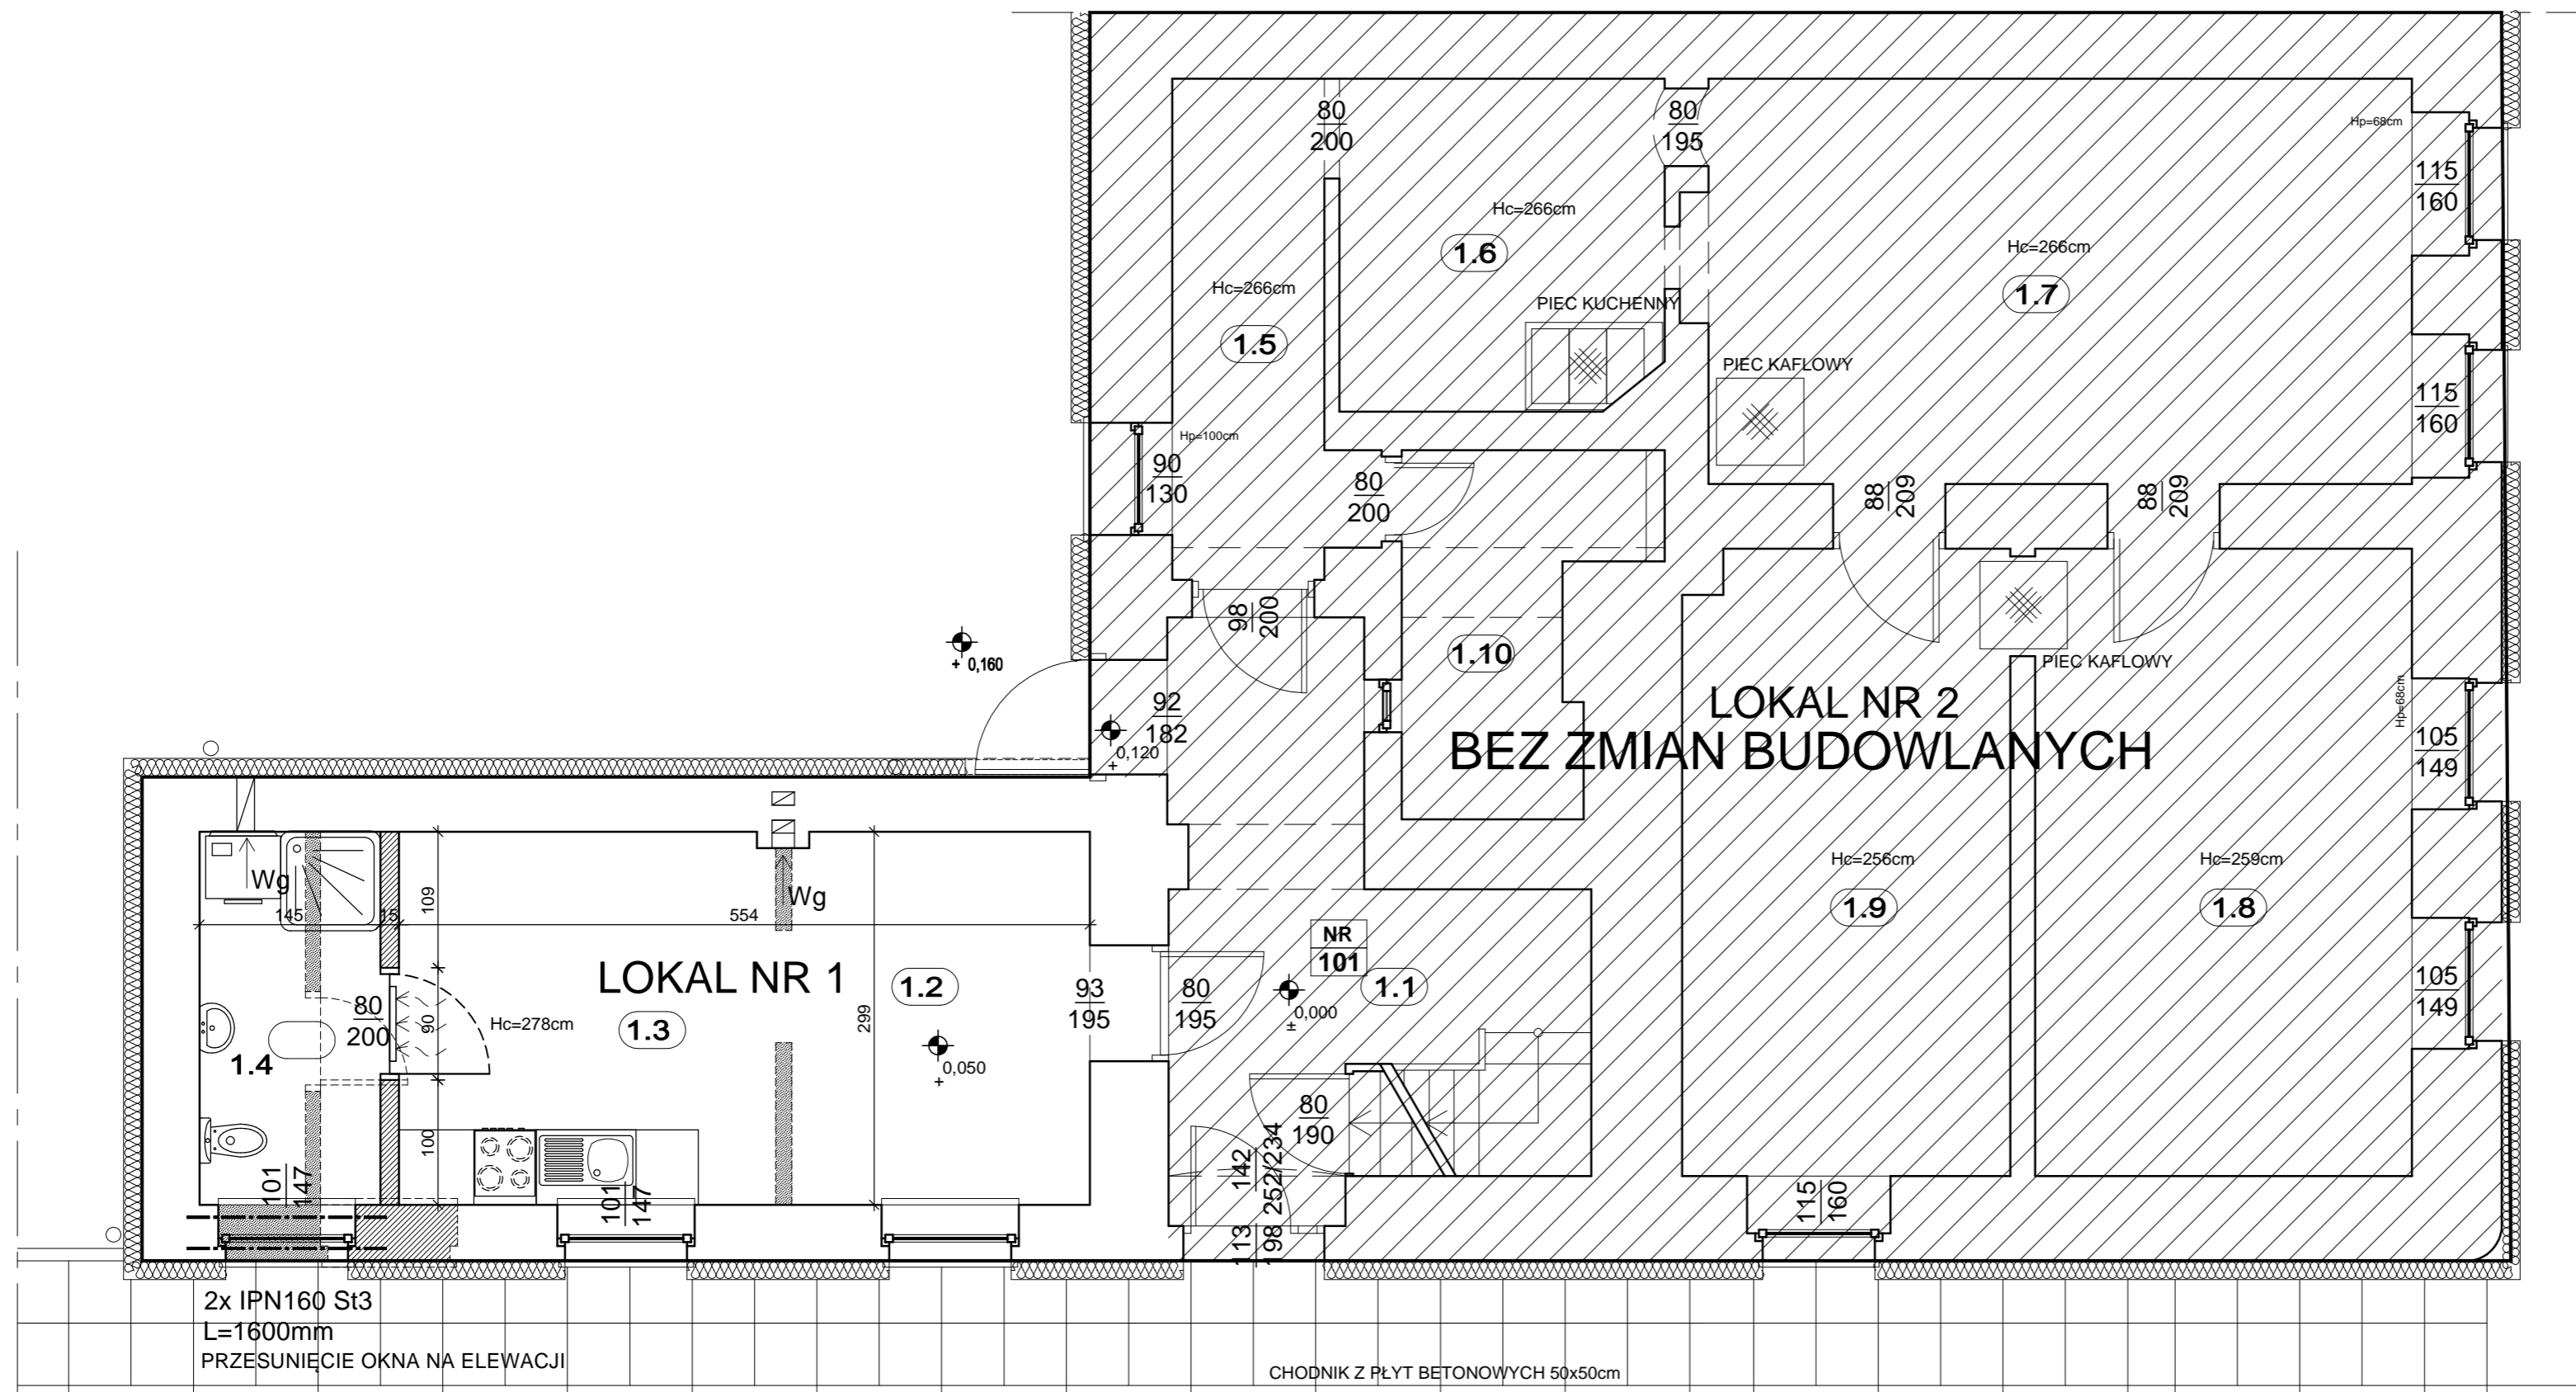 80
200
80
195
Hp=68cm
115
160
Hc=266cm
1.6
Hc=266cm
1.7
Hc=266cm
1.5
PIEC KUCHENNY
PIEC KAFLOWY
115
160
Hp=100cm
90
130
80
200
88
209
88
209
98
200
+ 0,160
1.10
PIEC KAFLOWY
92
182
+0,120
LOKAL NR 2
BEZ ZMIAN BUDOWLANYCH
Hp=68cm
105
149
Wg
Wg
145
15
109
554
Hc=256cm
1.9
Hc=259cm
1.8
NR
101
LOKAL NR 1
1.2
93
195
80
195
1.1
±0,000
105
149
80
200
90
Hc=278cm
1.3
299
1.4
+0,050
100
80
190
101
147
101
147
142
252/234
113
198
115
160
2x IPN160 St3
L=1600mm
PRZESUNIĘCIE OKNA NA ELEWACJI
CHODNIK Z PŁYT BETONOWYCH 50x50cm